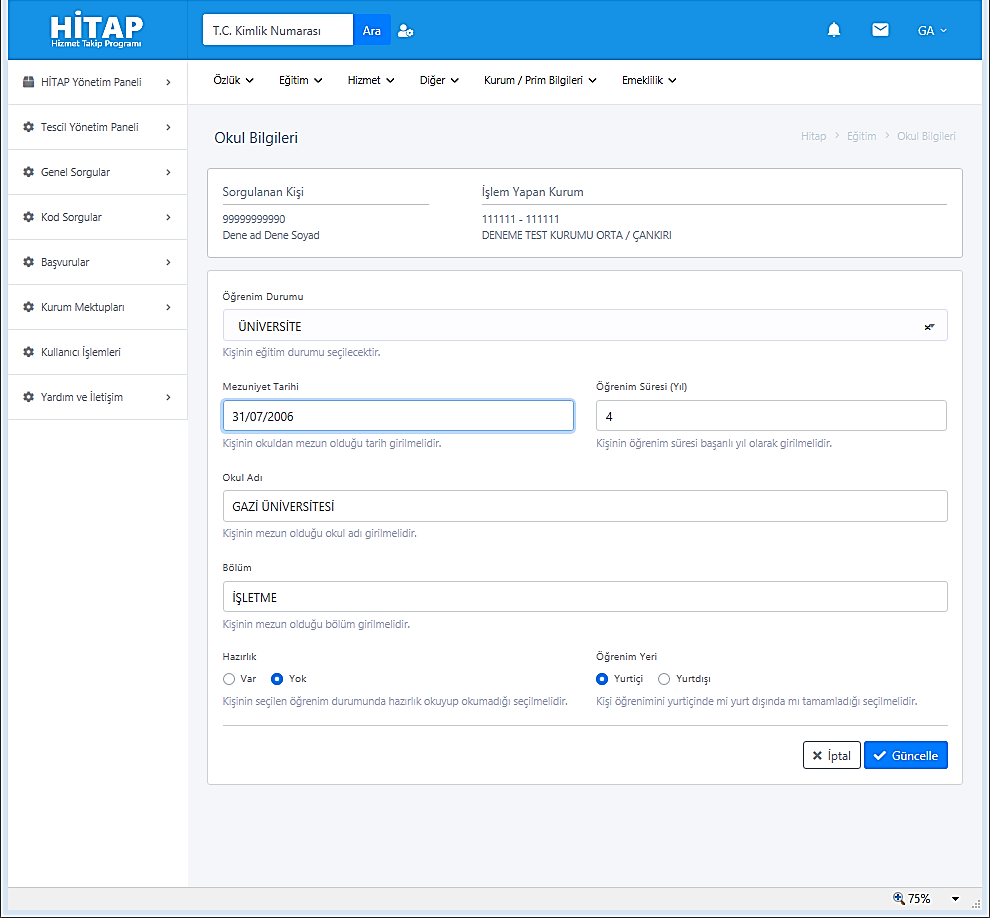 HİTAP
Hizmet Takip Programı
T.C. Kimlik Numarası
Ara
GA
HİTAP Yönetim Paneli
Tescil Yönetim Paneli
Genel Sorgular
Kod Sorgular
Başvurular
Kurum Mektupları
Kullanıcı İşlemleri
Yardım ve İletişim
Özlük Eğitim Hizmet Diğer Kurum / Prim Bilgileri Emeklilik
Okul Bilgileri
Hitap > Eğitim > Okul Bilgileri
Sorgulanan Kişi
99999999990
Dene ad Dene Soyad
İşlem Yapan Kurum
111111 - 111111
DENEME TEST KURUMU ORTA / ÇANKIRI
Öğrenim Durumu
ÜNİVERSİTE
Kişinin eğitim durumu seçilecektir.
Mezuniyet Tarihi
31/07/2006
Kişinin okuldan mezun olduğu tarih girilmelidir.
Öğrenim Süresi (Yıl)
4
Kişinin öğrenim süresi başarılı yıl olarak girilmelidir.
Okul Adı
GAZİ ÜNİVERSİTESİ
Kişinin mezun olduğu okul adı girilmelidir.
Bölüm
İŞLETME
Kişinin mezun olduğu bölüm girilmelidir.
Hazırlık
Var Yok
Kişinin seçilen öğrenim durumunda hazırlık okuyup okumadığı seçilmelidir.
Öğrenim Yeri
Yurtiçi Yurtdışı
Kişi öğrenimini yurtiçinde mi yurt dışında mı tamamladığı seçilmelidir.
İptal
Güncelle
75%